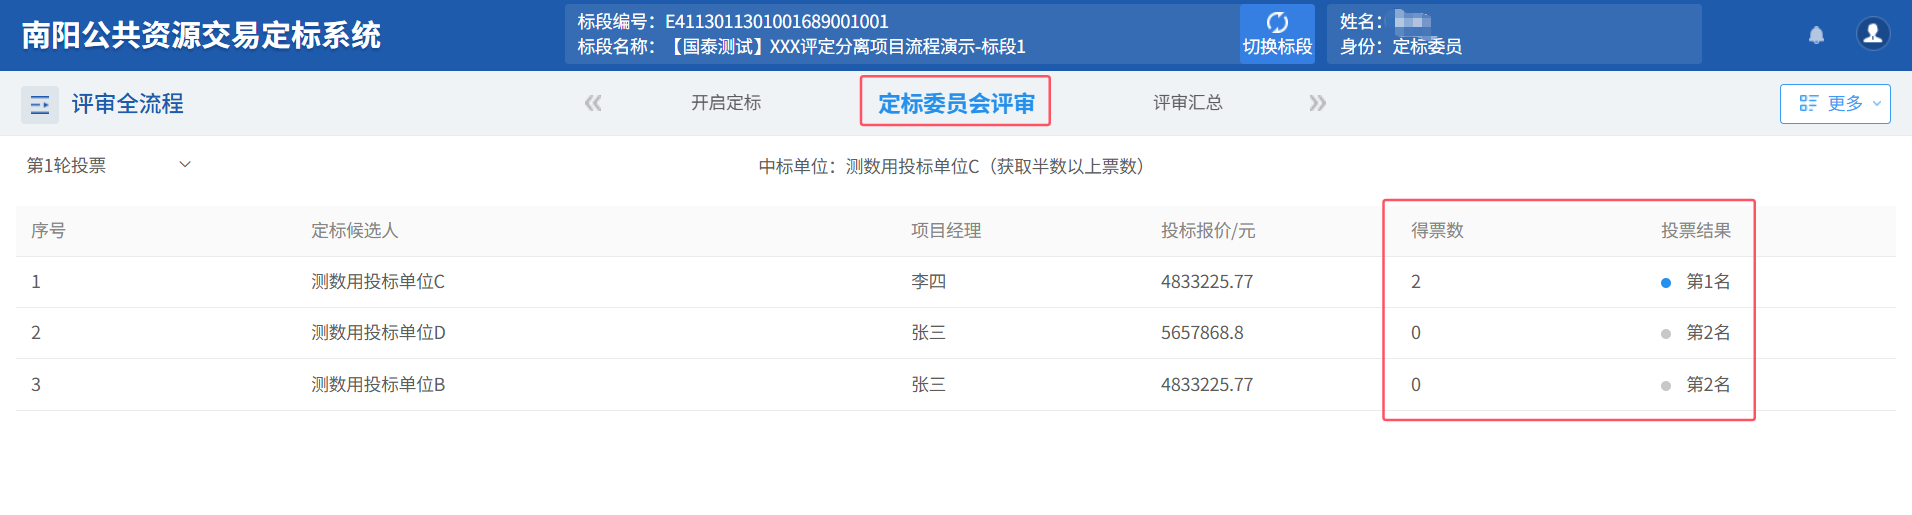 南阳公共资源交易定标系统
标段编号：E4113011301001689001001
标段名称：【国泰测试】XXX评定分离项目流程演示-标段1
切换标段
姓名：
身份：定标委员
评审全流程
开启定标
定标委员会评审
评审汇总
更多
第1轮投票
中标单位：测数用投标单位C（获取半数以上票数）
序号 定标候选人 项目经理 投标报价/元 得票数 投票结果
1 测数用投标单位C 李四 4833225.77 2 第1名
2 测数用投标单位D 张三 5657868.8 0 第2名
3 测数用投标单位B 张三 4833225.77 0 第2名